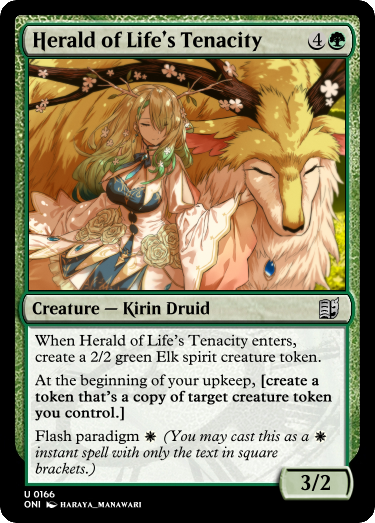 Herald of Life's Tenacity 4
Creature — Kirin Druid
When Herald of Life's Tenacity enters,
create a 2/2 green Elk spirit creature token.
At the beginning of your upkeep, [create a
token that's a copy of target creature token
you control.]
Flash paradigm ☀ (You may cast this as a ☀
instant spell with only the text in square
brackets.)
3/2
U 0166
ONI HARAYA_MANAWARI